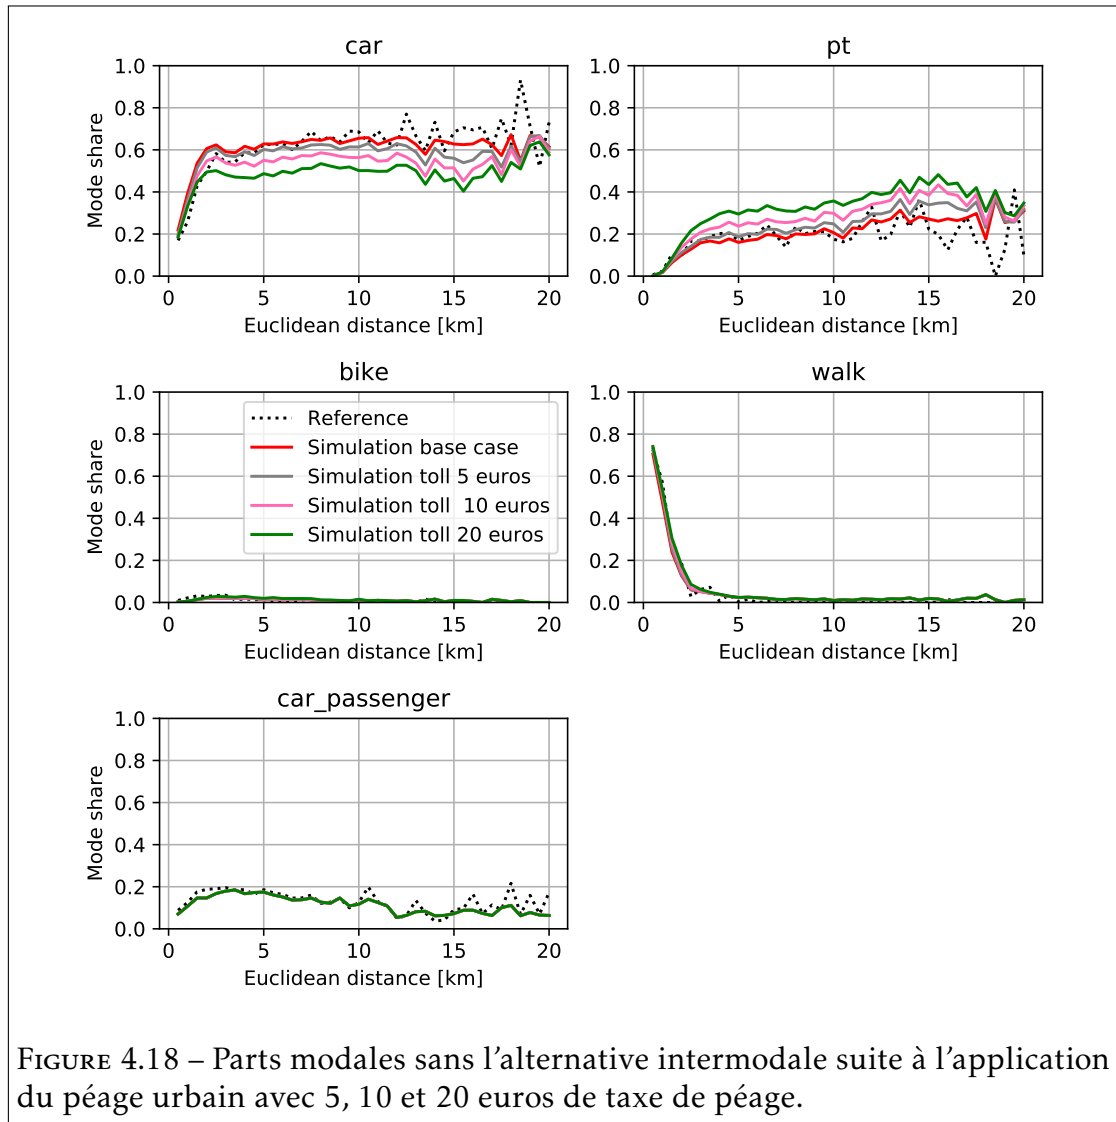 car
1.0
0.8
0.6
0.4
0.2
0.0
Mode share
0 5 10 15 20
Euclidean distance [km]
pt
1.0
0.8
0.6
0.4
0.2
0.0
0 5 10 15 20
Euclidean distance [km]
bike
1.0
0.8
0.6
0.4
0.2
0.0
Mode share
Reference
Simulation base case
Simulation toll 5 euros
Simulation toll  10 euros
Simulation toll 20 euros
0 5 10 15 20
Euclidean distance [km]
walk
1.0
0.8
0.6
0.4
0.2
0.0
0 5 10 15 20
Euclidean distance [km]
car_passenger
1.0
0.8
0.6
0.4
0.2
0.0
Mode share
0 5 10 15 20
Euclidean distance [km]
FIGURE 4.18 – Parts modales sans l'alternative intermodale suite à l'application
du péage urbain avec 5, 10 et 20 euros de taxe de péage.